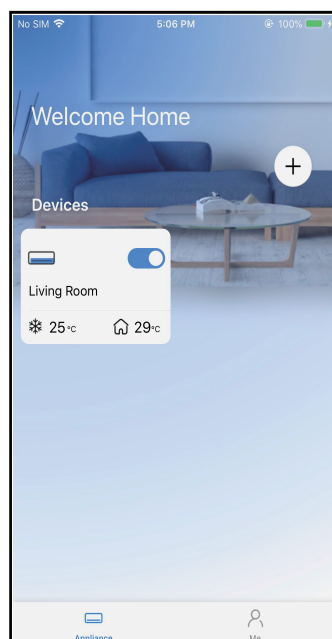 No SIM 5:06 PM 100%
Welcome Home
+
Devices
Living Room
25°C 29°C
Appliance Me